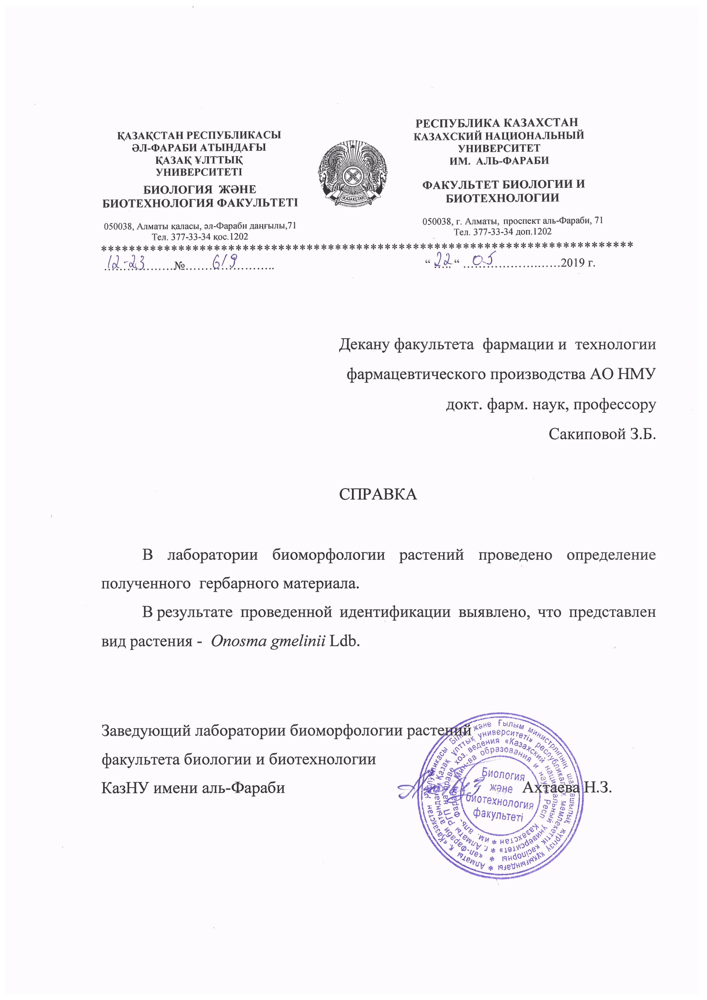 ҚАЗАҚСТАН РЕСПУБЛИКАСЫ
ӘЛ-ФАРАБИ АТЫНДАҒЫ
ҚАЗАҚ ҰЛТТЫҚ
УНИВЕРСИТЕТІ
БИОЛОГИЯ ЖӘНЕ
БИОТЕХНОЛОГИЯ ФАКУЛЬТЕТІ
050038, Алматы қаласы, әл-Фараби даңғылы,71
Тел. 377-33-34 қос.1202
ҚАЗАҚСТАН
РЕСПУБЛИКА КАЗАХСТАН
КАЗАХСКИЙ НАЦИОНАЛЬНЫЙ
УНИВЕРСИТЕТ
ИМ. АЛЬ-ФАРАБИ
ФАКУЛЬТЕТ БИОЛОГИИ И
БИОТЕХНОЛОГИИ
050038, г. Алматы, проспект аль-Фараби, 71
Тел. 377-33-34 доп.1202
****************************************************************************
12-23 № 619 “ 22 “ 05 2019 г.
Декану факультета фармации и технологии
фармацевтического производства АО НМУ
докт. фарм. наук, профессору
Сакиповой З.Б.
СПРАВКА
В лаборатории биоморфологии растений проведено определение
полученного гербарного материала.
В результате проведенной идентификации выявлено, что представлен
вид растения - Onosma gmelinii Ldb.
Заведующий лаборатории биоморфологии растений
факультета биологии и биотехнологии
КазНУ имени аль-Фараби Ахтаева Н.З.
Қазақстан Республикасы Білім және Ғылым министрлігінің шаруашылық жүргізу құқығындағы * Алматы қ.
«әл-Фараби атындағы Қазақ ұлттық университеті» республикалық мемлекеттік кәсіпорны *
РГП на праве хоз. ведения «Казахский национальный университет» * г. Алматы
им. аль-Фараби Мин-ва образования и науки Респ Казахстан *
Биология
және
биотехнология
факультеті